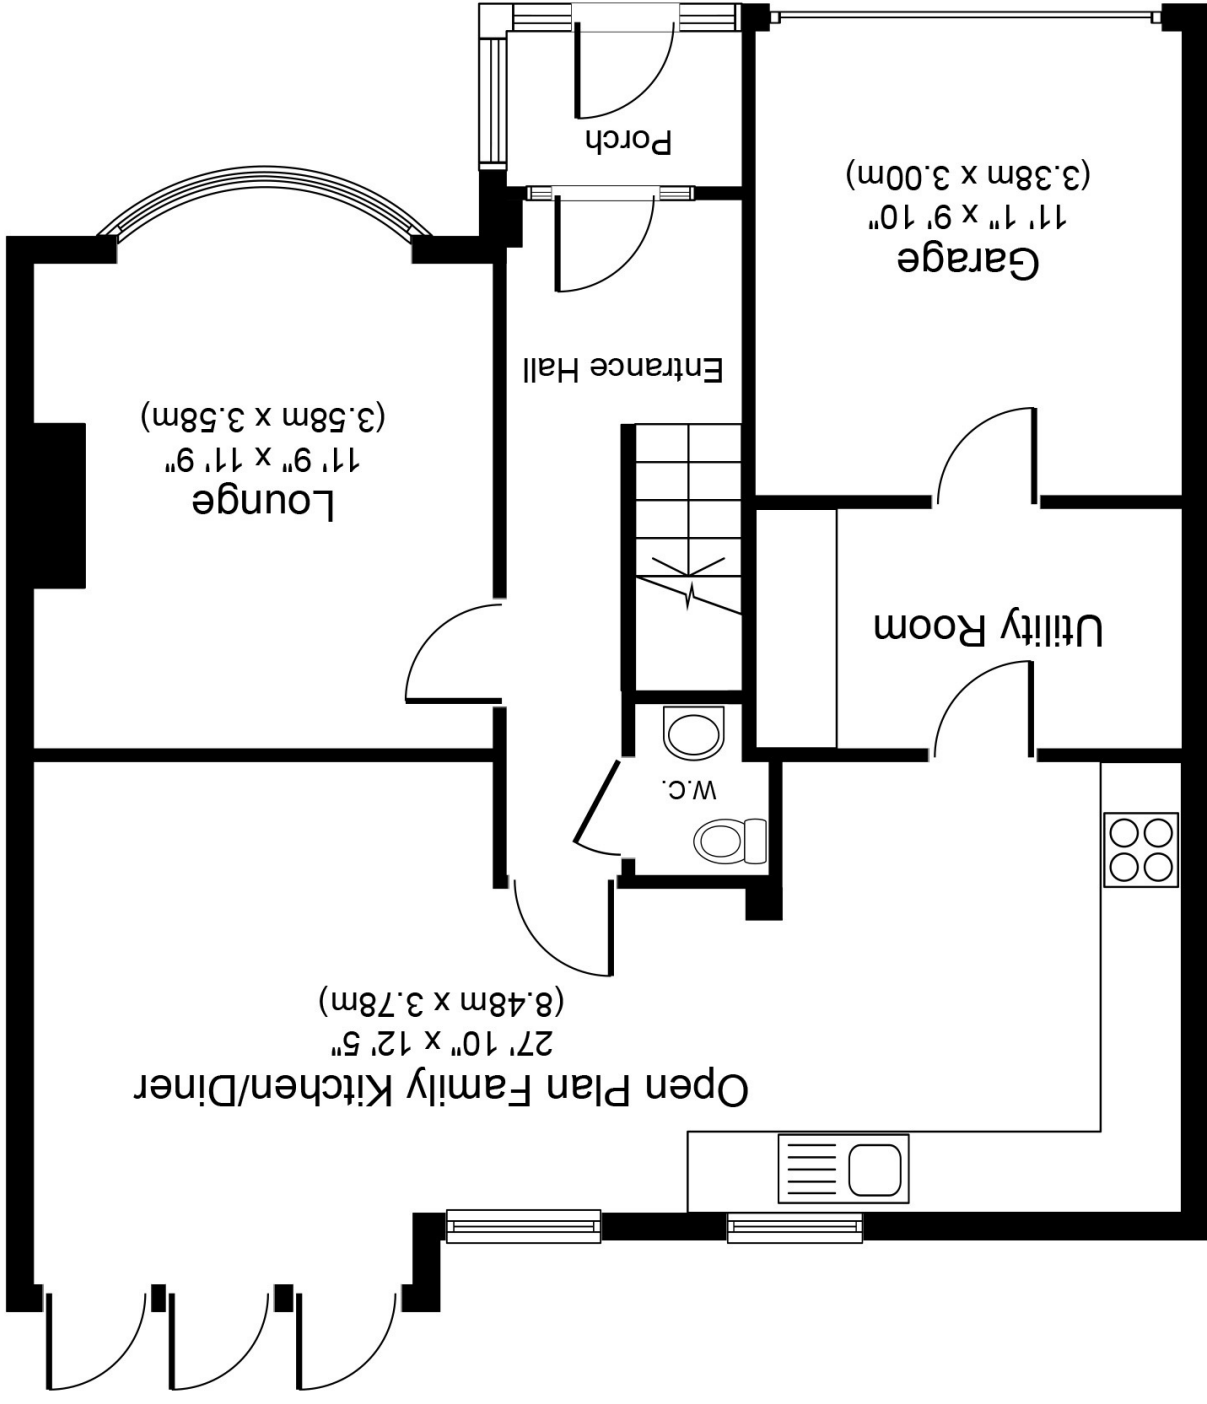 Open Plan Family Kitchen/Diner
27' 10" x 12' 5"
(8.48m x 3.78m)
W.C.
Utility Room
Lounge
11' 9" x 11' 9"
(3.58m x 3.58m)
Entrance Hall
Garage
11' 1" x 9' 10"
(3.38m x 3.00m)
Porch